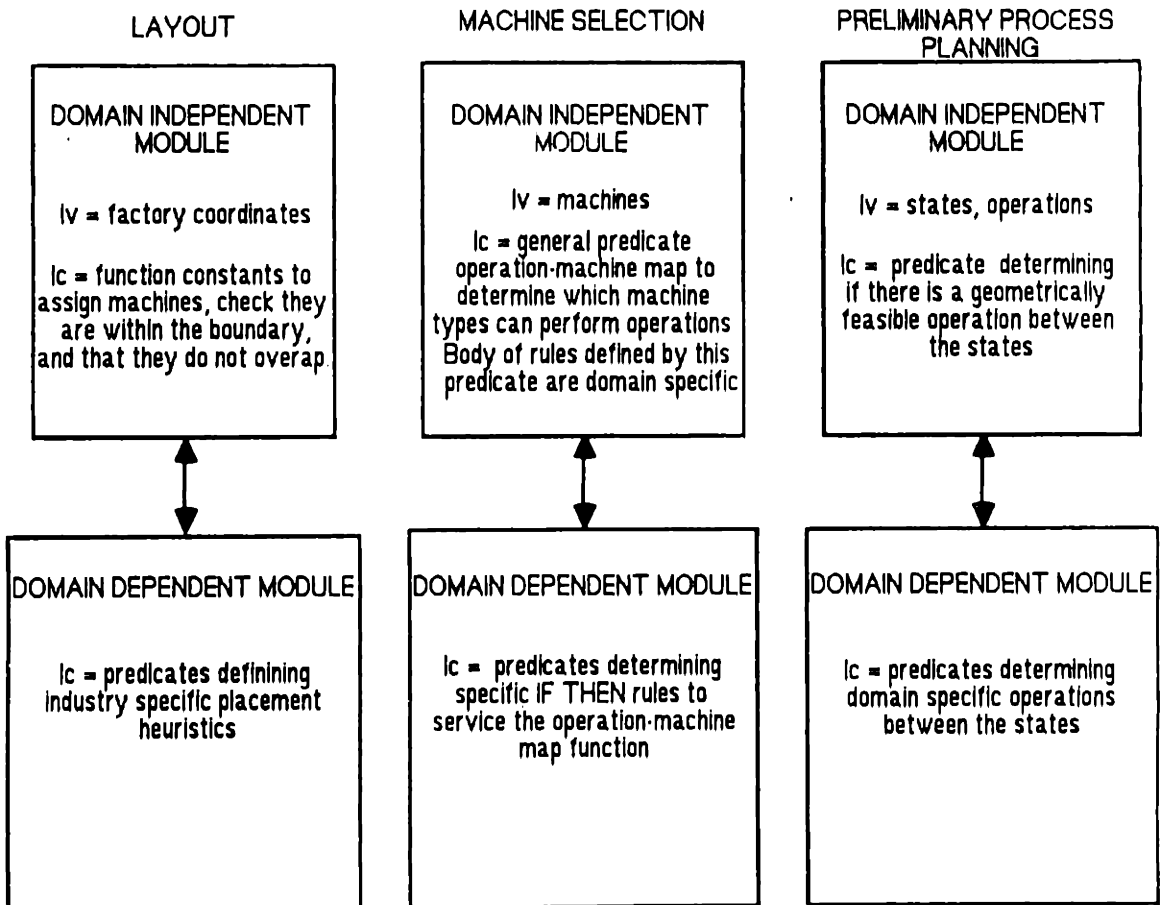 LAYOUT
DOMAIN INDEPENDENT
MODULE
Iv = factory coordinates
Ic = function constants to
assign machines, check they
are within the boundary,
and that they do not overap
DOMAIN DEPENDENT MODULE
Ic = predicates definining
industry specific placement
heuristics
MACHINE SELECTION
DOMAIN INDEPENDENT
MODULE
Iv = machines
Ic = general predicate
operation-machine map to
determine which machine
types can perform operations
Body of rules defined by this
predicate are domain specific
DOMAIN DEPENDENT MODULE
Ic = predicates determining
specific IF THEN rules to
service the operation-machine
map function
PRELIMINARY PROCESS
PLANNING
DOMAIN INDEPENDENT
MODULE
Iv = states, operations
Ic = predicate determining
if there is a geometrically
feasible operation between
the states
DOMAIN DEPENDENT MODULE
Ic = predicates determining
domain specific operations
between the states